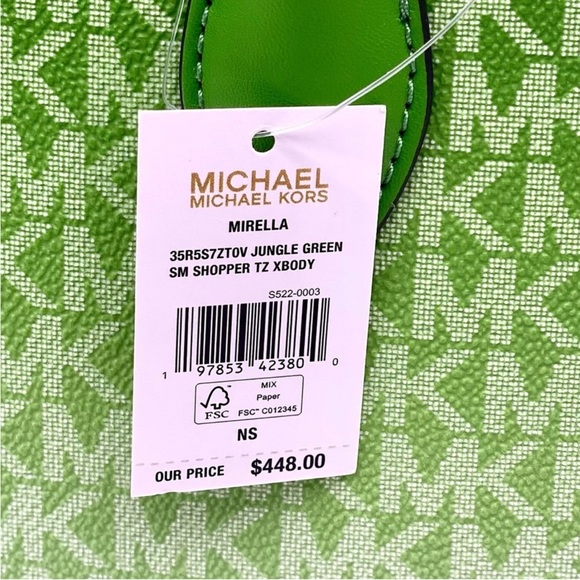 MICHAEL
MICHAEL KORS
MIRELLA
35R5S7ZT0V JUNGLE GREEN
SM SHOPPER TZ XBODY
S522-0003
1 97853 42380 0
FSC
MIX
Paper
FSC™ C012345
NS
OUR PRICE $448.00